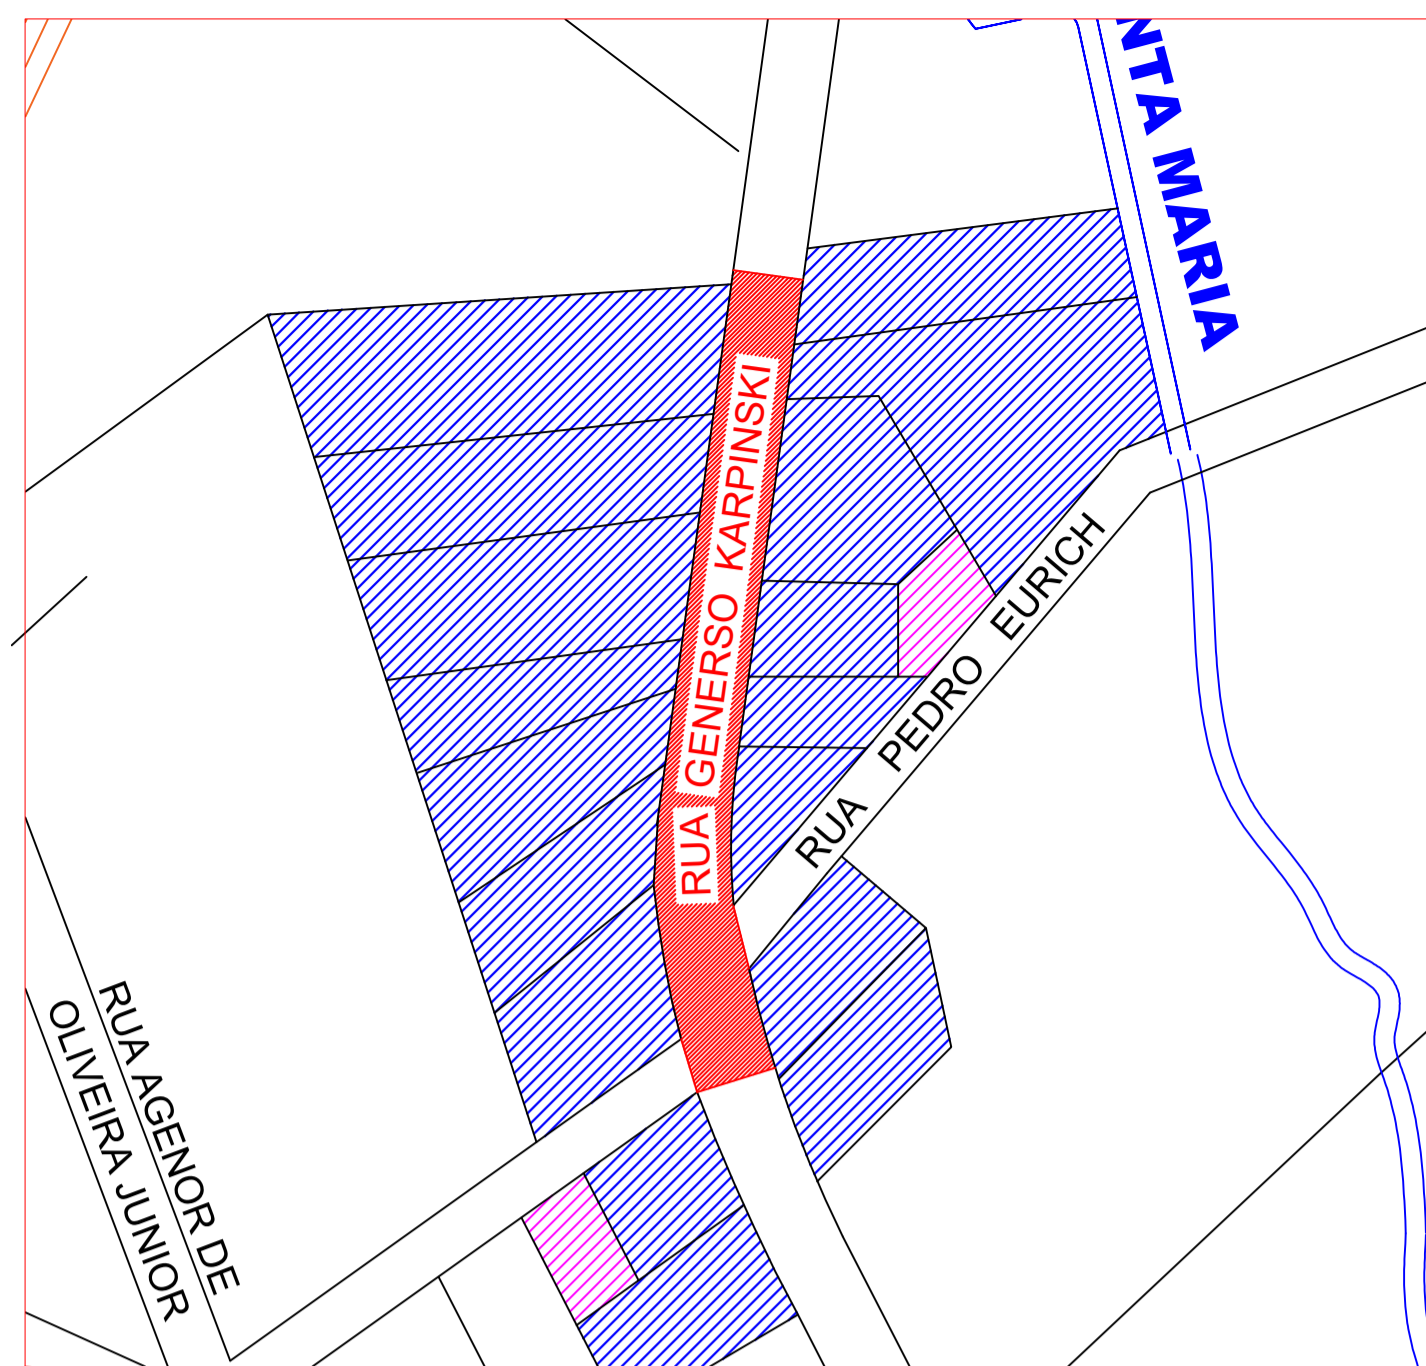 NTA MARIA
RUA GENERSO KARPINSKI
RUA PEDRO EURICH
RUA AGENOR DE
OLIVEIRA JUNIOR